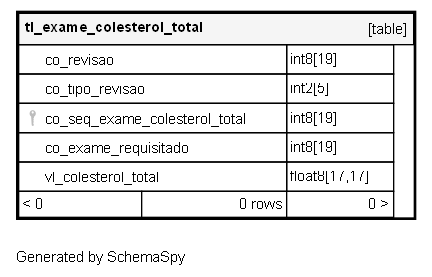 tl_exame_colesterol_total [table]
co_revisao int8[19]
co_tipo_revisao int2[5]
co_seq_exame_colesterol_total int8[19]
co_exame_requisitado int8[19]
vl_colesterol_total float8[17,17]
< 0 0 rows 0 >
Generated by SchemaSpy